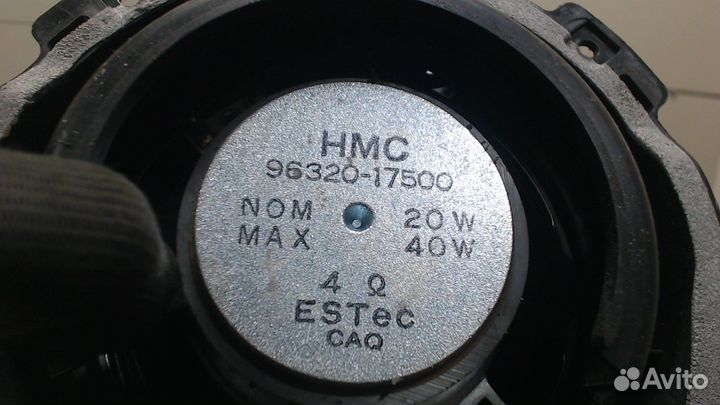 HMC
96320-17500
NOM 20W
MAX 40W
4 Ω
ESTec
CAQ
Avito